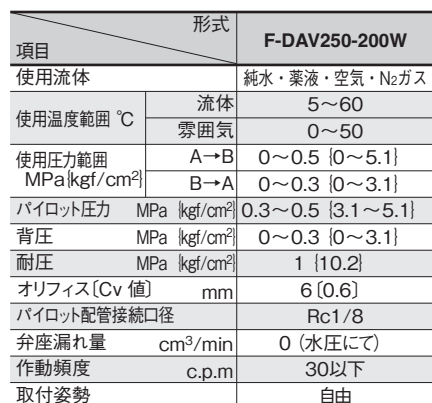 形式
項目
F-DAV250-200W
使用流体 純水・薬液・空気・N₂ガス
使用温度範囲 ℃ 流体 5～60
雰囲気 0～50
使用圧力範囲 MPa{kgf/cm²} A→B 0～0.5 {0～5.1}
B→A 0～0.3 {0～3.1}
パイロット圧力 MPa {kgf/cm²} 0.3～0.5 {3.1～5.1}
背圧 MPa {kgf/cm²} 0～0.3 {0～3.1}
耐圧 MPa {kgf/cm²} 1 {10.2}
オリフィス〔Cv 値〕 mm 6〔0.6〕
パイロット配管接続口径 Rc1/8
弁座漏れ量 cm³/min 0（水圧にて）
作動頻度 c.p.m 30以下
取付姿勢 自由